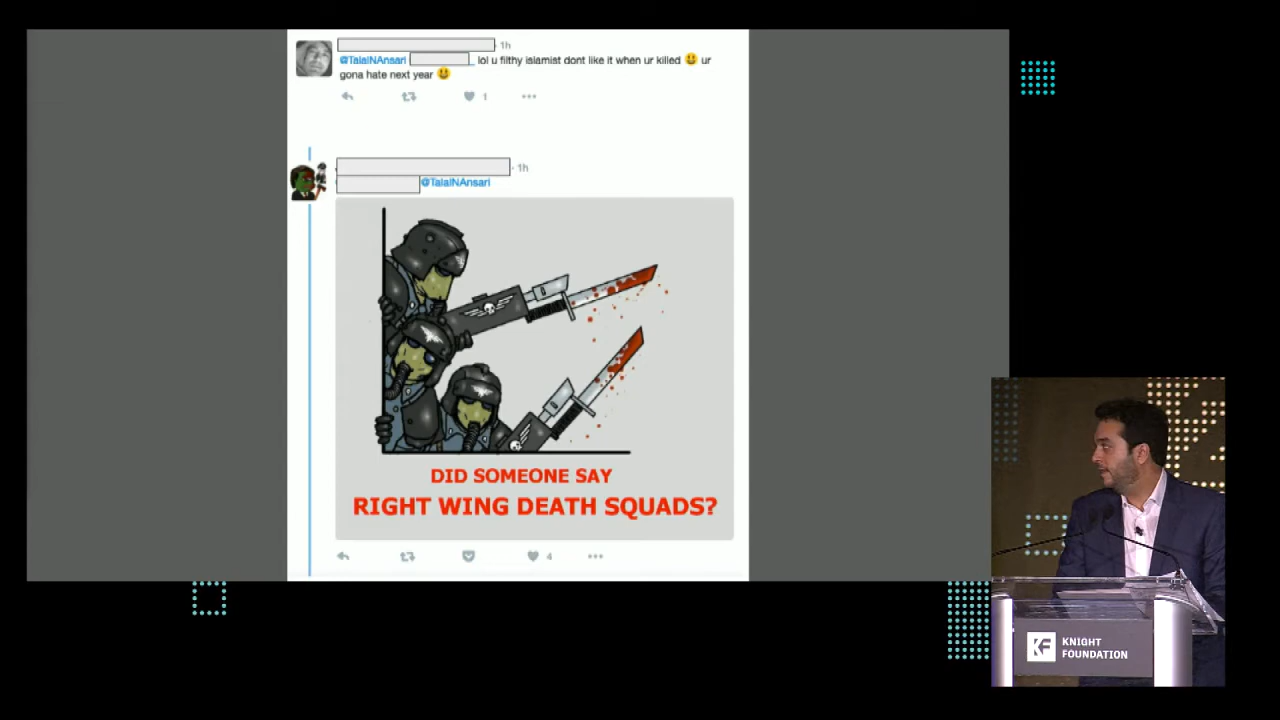 1h
@TalalNAnsari lol u filthy islamist dont like it when ur killed 😃 ur
gona hate next year 😃
1
1h
@TalalNAnsari
DID SOMEONE SAY
RIGHT WING DEATH SQUADS?
4
KF KNIGHT
FOUNDATION